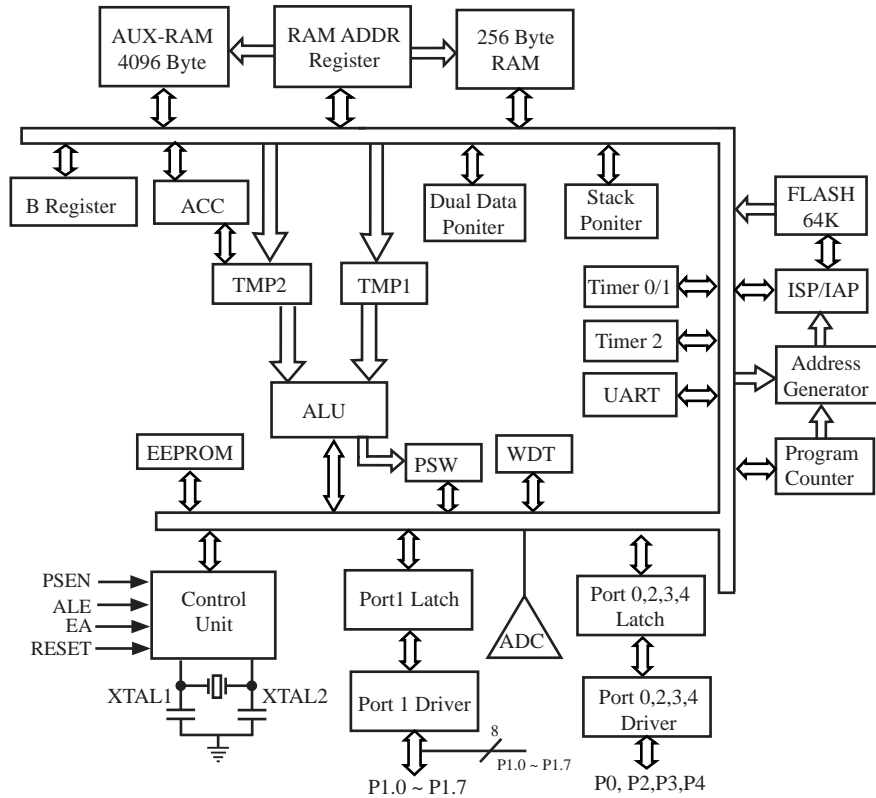 AUX-RAM
4096 Byte
RAM ADDR
Register
256 Byte
RAM
B Register
ACC
Dual Data
Poniter
Stack
Poniter
FLASH
64K
TMP2
TMP1
Timer 0/1
ISP/IAP
Timer 2
Address
Generator
ALU
UART
EEPROM
PSW
WDT
Program
Counter
PSEN
ALE
EA
RESET
Control
Unit
Port1 Latch
ADC
Port 0,2,3,4
Latch
XTAL1
XTAL2
Port 1 Driver
Port 0,2,3,4
Driver
8
P1.0 ~ P1.7
P1.0 ~ P1.7
P0, P2,P3,P4